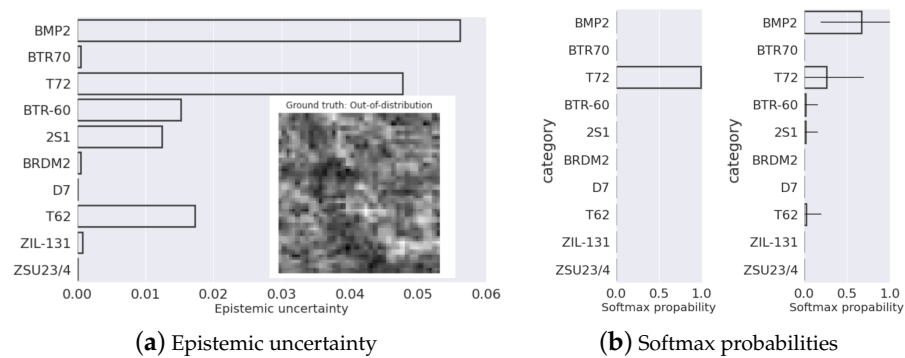 BMP2
BTR70
T72
BTR-60
2S1
BRDM2
D7
T62
ZIL-131
ZSU23/4
Ground truth: Out-of-distribution
0.00 0.01 0.02 0.03 0.04 0.05 0.06
Epistemic uncertainty
(a) Epistemic uncertainty
category
BMP2
BTR70
T72
BTR-60
2S1
BRDM2
D7
T62
ZIL-131
ZSU23/4
0.0 0.5 1.0
Softmax propability
category
BMP2
BTR70
T72
BTR-60
2S1
BRDM2
D7
T62
ZIL-131
ZSU23/4
0.0 0.5 1.0
Softmax propability
(b) Softmax probabilities